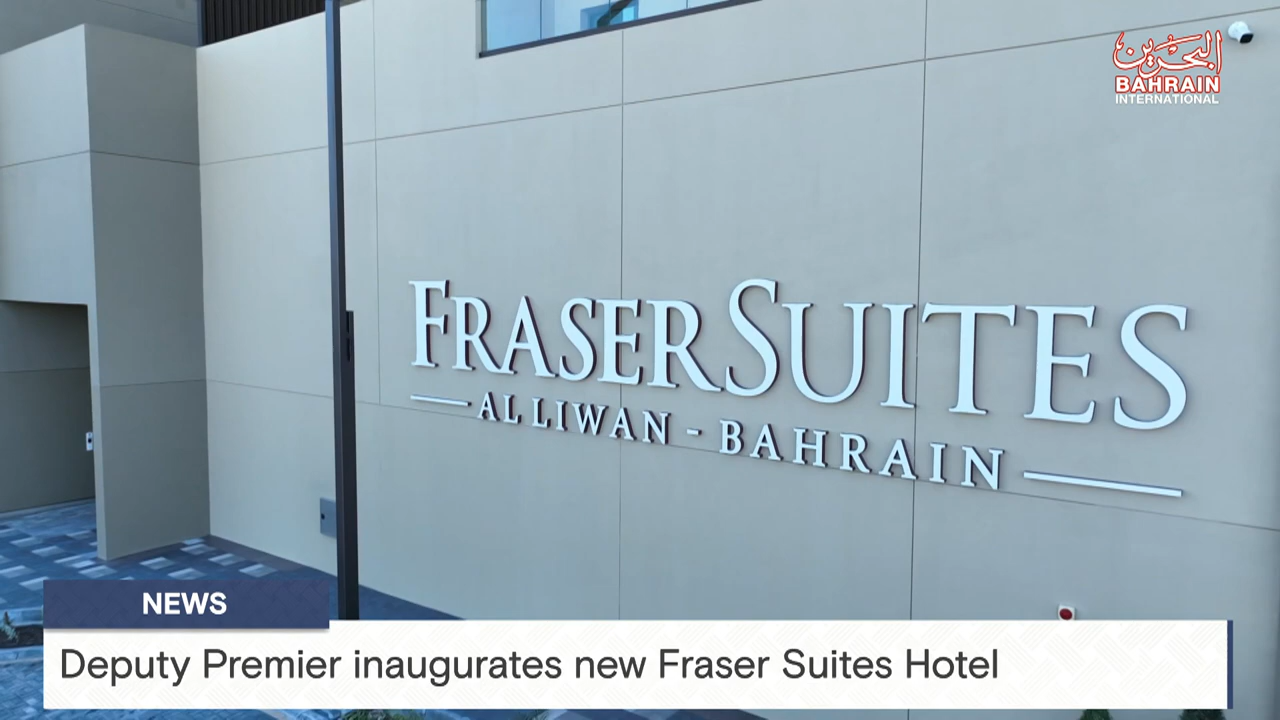 البحرين
BAHRAIN
INTERNATIONAL
FRASER SUITES
AL LIWAN - BAHRAIN
NEWS
Deputy Premier inaugurates new Fraser Suites Hotel